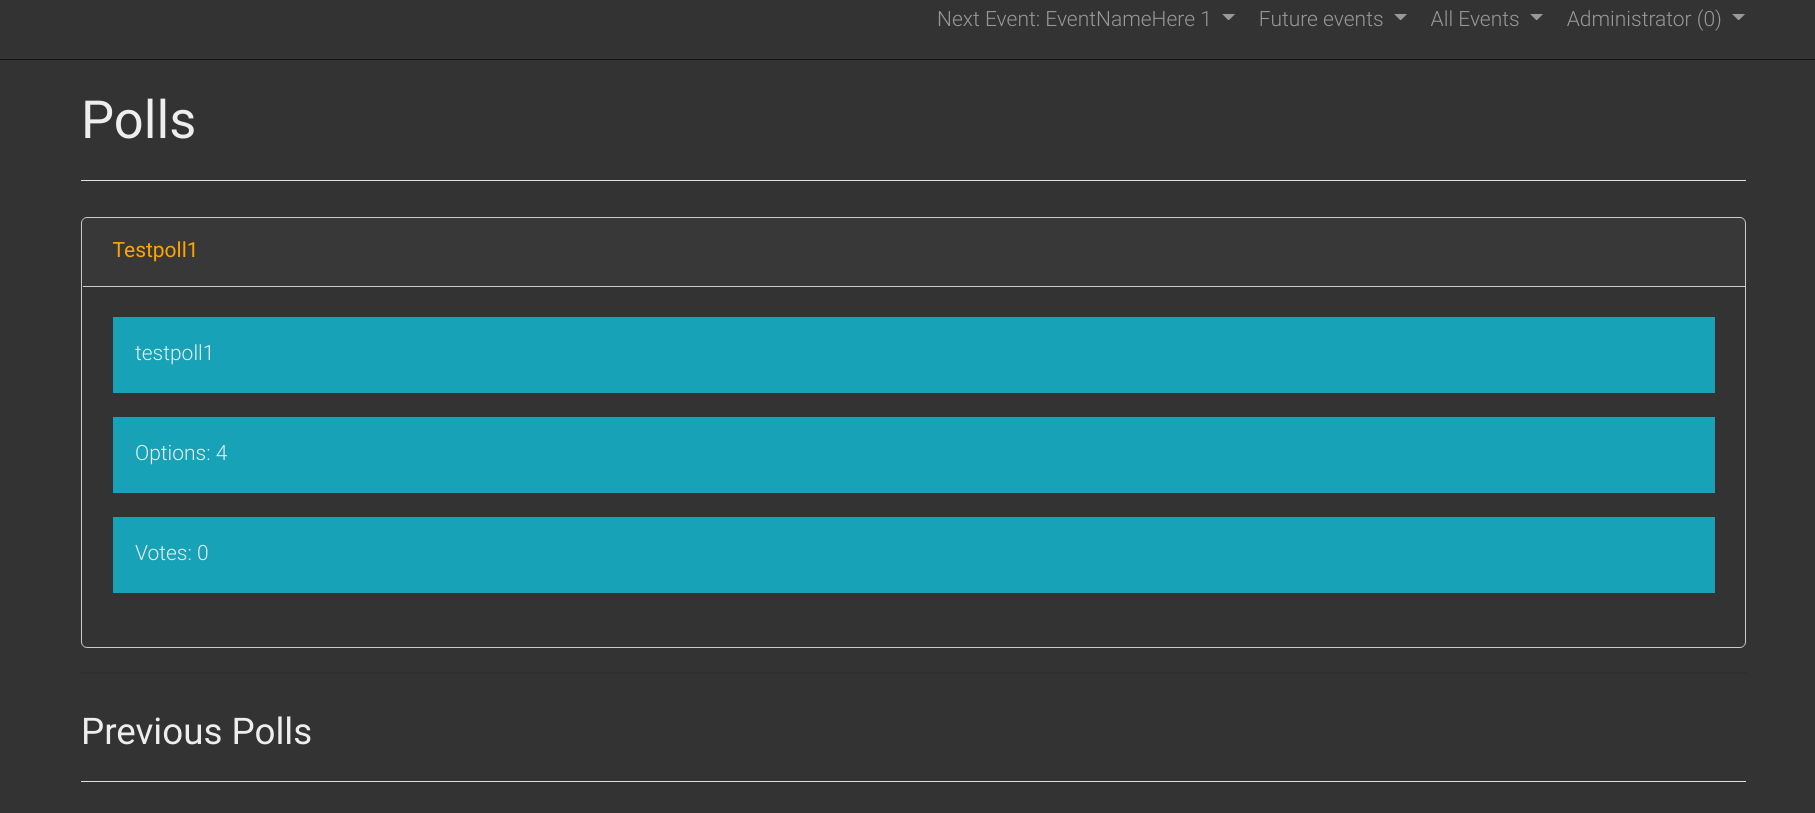 Next Event: EventNameHere 1 Future events All Events Administrator (0)
Polls
Testpoll1
testpoll1
Options: 4
Votes: 0
Previous Polls